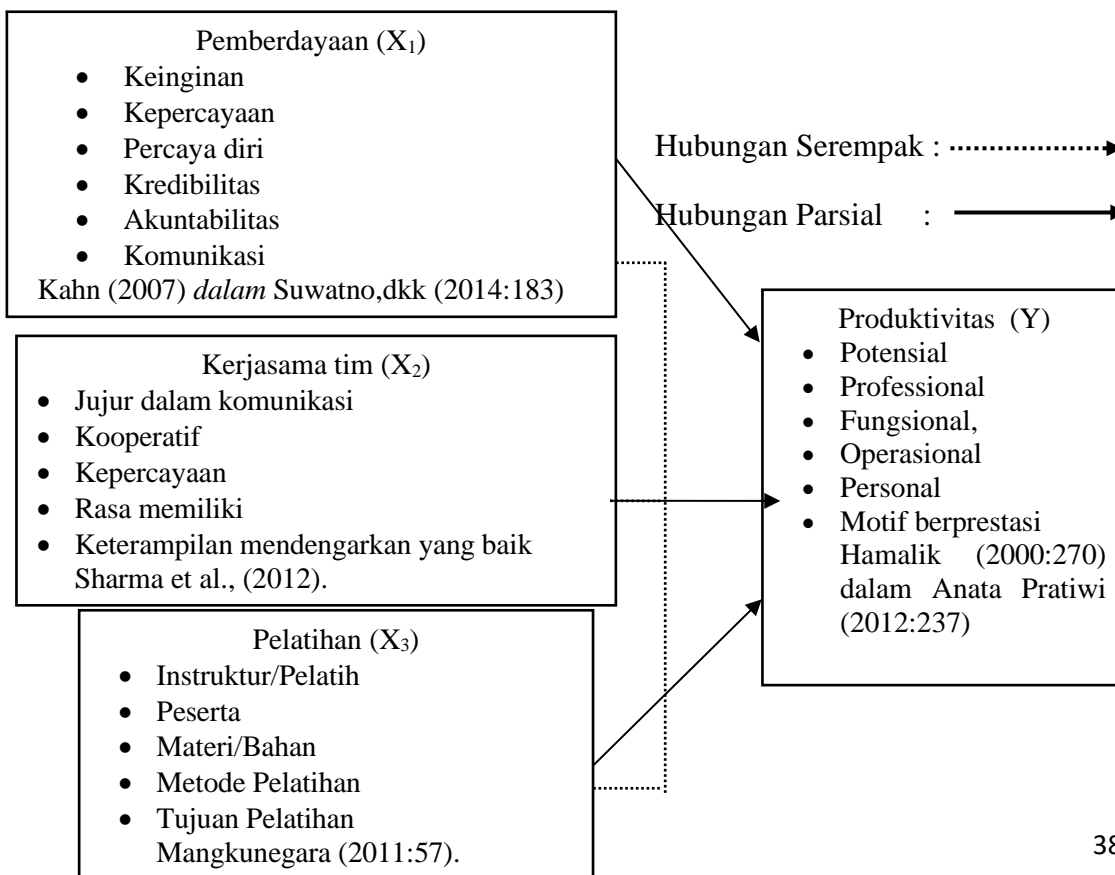 Pemberdayaan (X₁)
• Keinginan
• Kepercayaan
• Percaya diri
• Kredibilitas
• Akuntabilitas
• Komunikasi
Kahn (2007) dalam Suwatno,dkk (2014:183)
Hubungan Serempak :
Hubungan Parsial :
Kerjasama tim (X₂)
• Jujur dalam komunikasi
• Kooperatif
• Kepercayaan
• Rasa memiliki
• Keterampilan mendengarkan yang baik
Sharma et al., (2012).
Produktivitas (Y)
• Potensial
• Professional
• Fungsional,
• Operasional
• Personal
• Motif berprestasi
Hamalik (2000:270)
dalam Anata Pratiwi
(2012:237)
Pelatihan (X₃)
• Instruktur/Pelatih
• Peserta
• Materi/Bahan
• Metode Pelatihan
• Tujuan Pelatihan
Mangkunegara (2011:57).
38